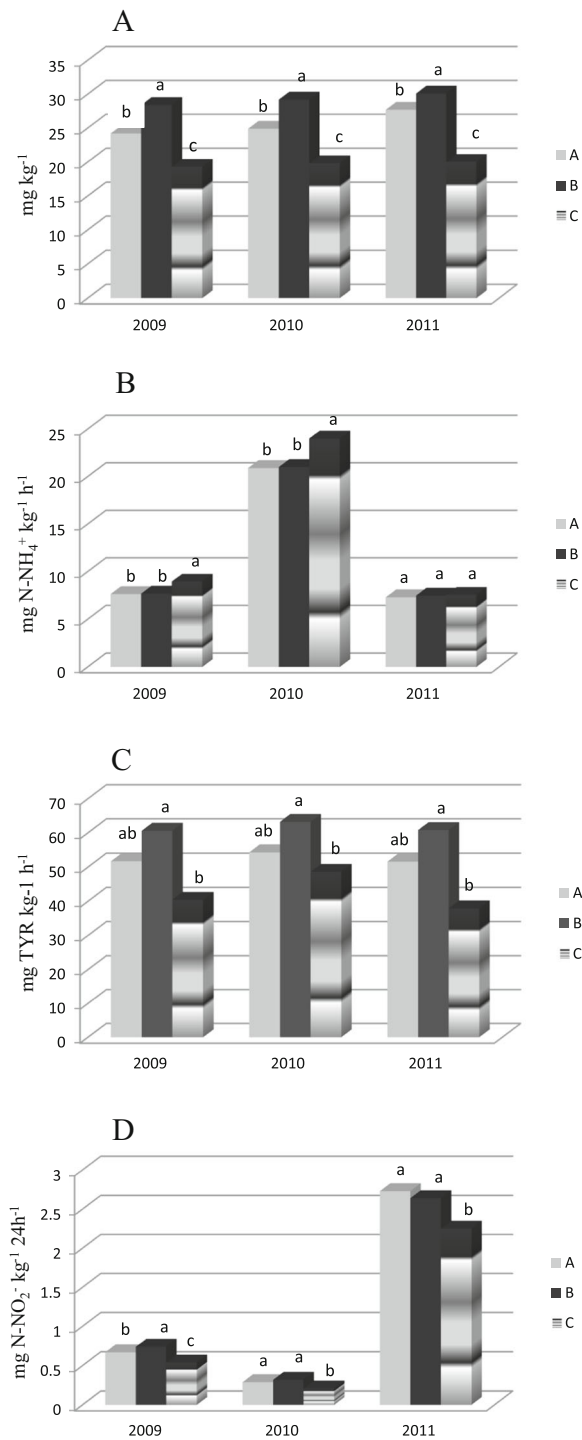 A
mg kg-1
35
30
25
20
15
10
5
0
b a c
b a c
b a c
2009 2010 2011
A
B
C
B
mg N-NH4+ kg-1 h-1
25
20
15
10
5
0
b b a
b b a
a a a
2009 2010 2011
A
B
C
C
mg TYR kg-1 h-1
70
60
50
40
30
20
10
0
ab a b
ab a b
ab a b
2009 2010 2011
A
B
C
D
mg N-NO2- kg-1 24h-1
3
2.5
2
1.5
1
0.5
0
b a c
a a b
a a b
2009 2010 2011
A
B
C